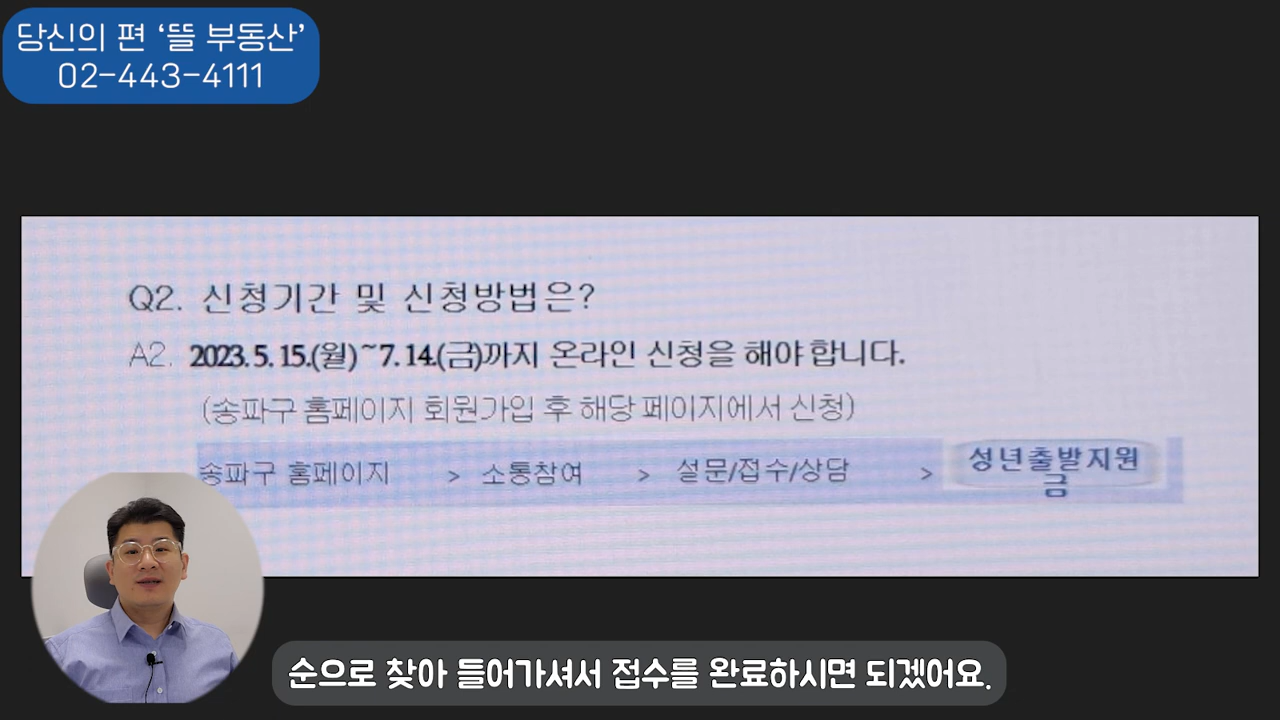 당신의 편 ‘뜰 부동산’
02-443-4111
Q2. 신청기간 및 신청방법은?
A2. 2023. 5. 15.(월) ~ 7. 14.(금)까지 온라인 신청을 해야 합니다.
(송파구 홈페이지 회원가입 후 해당 페이지에서 신청)
송파구 홈페이지 > 소통참여 > 설문/접수/상담 > 성년출발지원
금
순으로 찾아 들어가셔서 접수를 완료하시면 되겠어요.